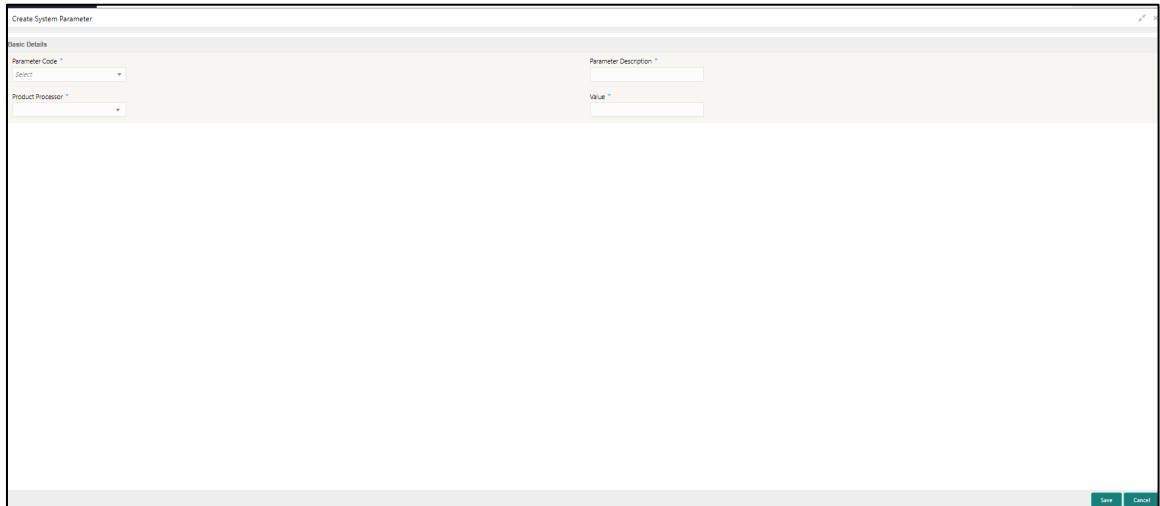 Create System Parameter
Basic Details
Parameter Code *
Select
Parameter Description *
Product Processor *
Value *
Save
Cancel